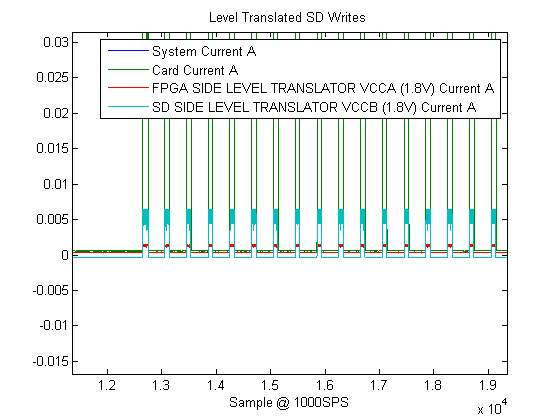 Level Translated SD Writes
0.03
0.025
0.02
0.015
0.01
0.005
0
-0.005
-0.01
-0.015
System Current A
Card Current A
FPGA SIDE LEVEL TRANSLATOR VCCA (1.8V) Current A
SD SIDE LEVEL TRANSLATOR VCCB (1.8V) Current A
1.2 1.3 1.4 1.5 1.6 1.7 1.8 1.9
Sample @ 1000SPS
x 10^4